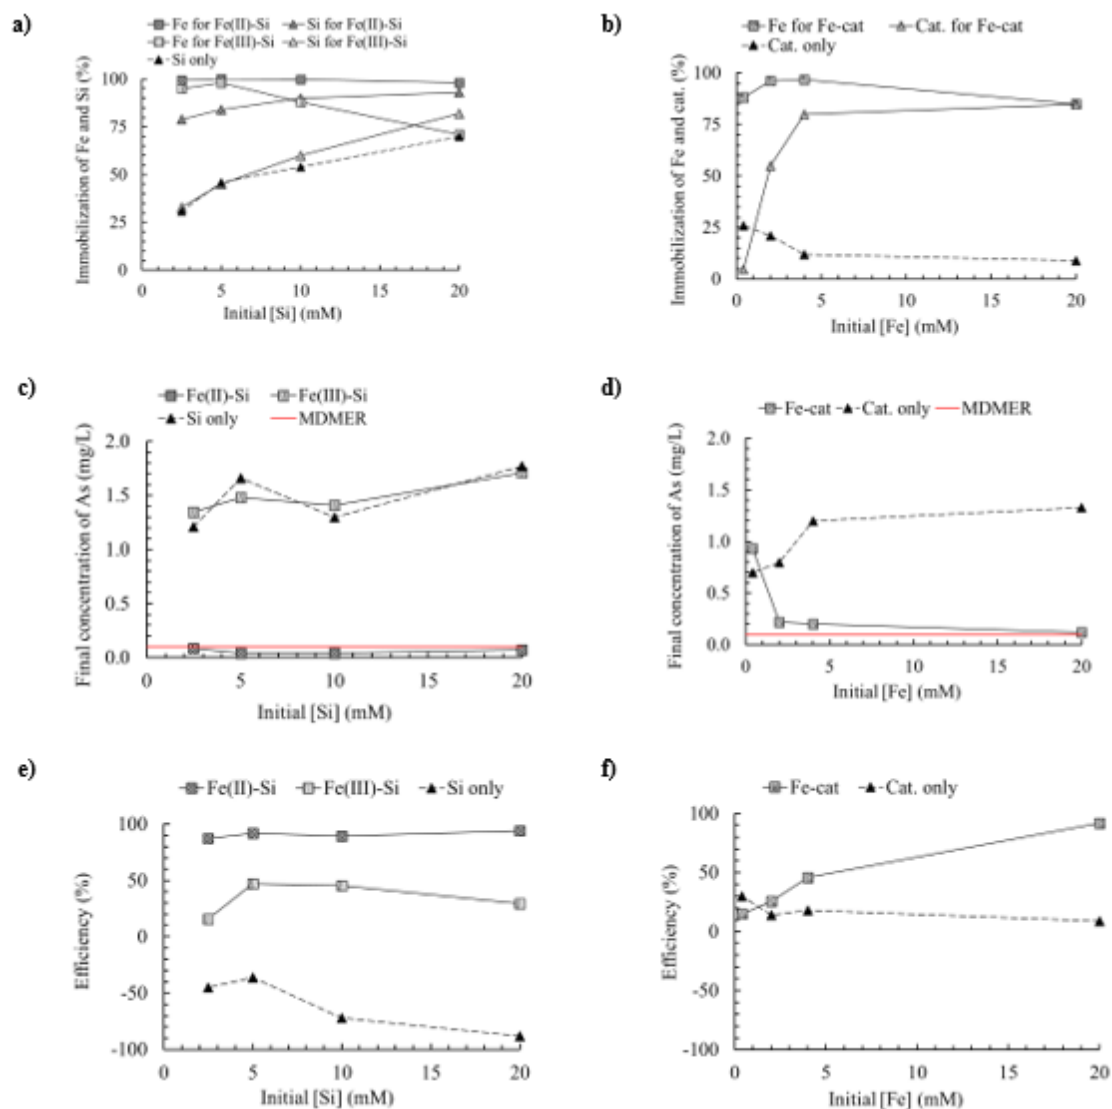 a)
Fe for Fe(II)-Si Si for Fe(II)-Si
Fe for Fe(III)-Si Si for Fe(III)-Si
Si only
Immobilization of Fe and Si (%)
100
75
50
25
0
0 5 10 15 20
Initial [Si] (mM)
b)
Fe for Fe-cat Cat. for Fe-cat
Cat. only
Immobilization of Fe and cat. (%)
100
75
50
25
0
0 5 10 15 20
Initial [Fe] (mM)
c)
Fe(II)-Si Fe(III)-Si
Si only MDMER
Final concentration of As (mg/L)
2.0
1.5
1.0
0.5
0.0
0 5 10 15 20
Initial [Si] (mM)
d)
Fe-cat Cat. only MDMER
Final concentration of As (mg/L)
2.0
1.5
1.0
0.5
0.0
0 5 10 15 20
Initial [Fe] (mM)
e)
Fe(II)-Si Fe(III)-Si Si only
Efficiency (%)
100
50
0
-50
-100
0 5 10 15 20
Initial [Si] (mM)
f)
Fe-cat Cat. only
Efficiency (%)
100
50
0
-50
-100
0 5 10 15 20
Initial [Fe] (mM)